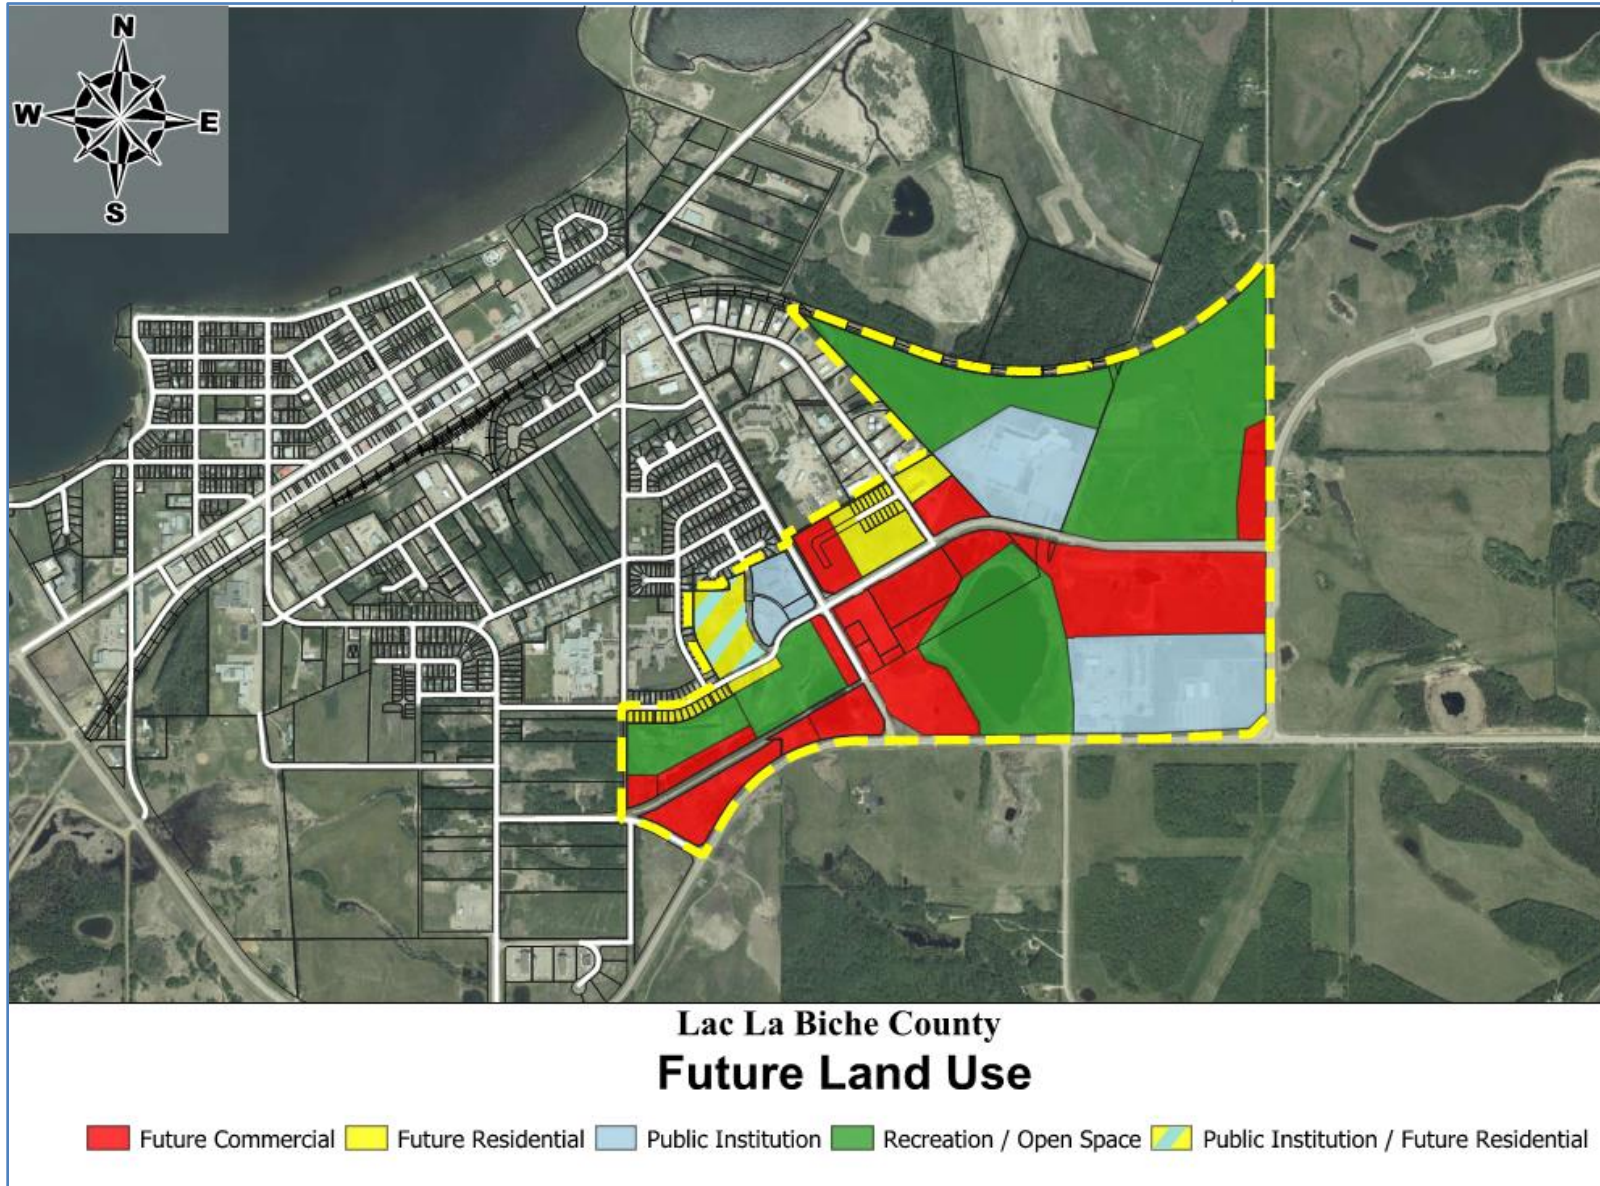 N
W E
S
Lac La Biche County
Future Land Use
Future Commercial Future Residential Public Institution Recreation / Open Space Public Institution / Future Residential